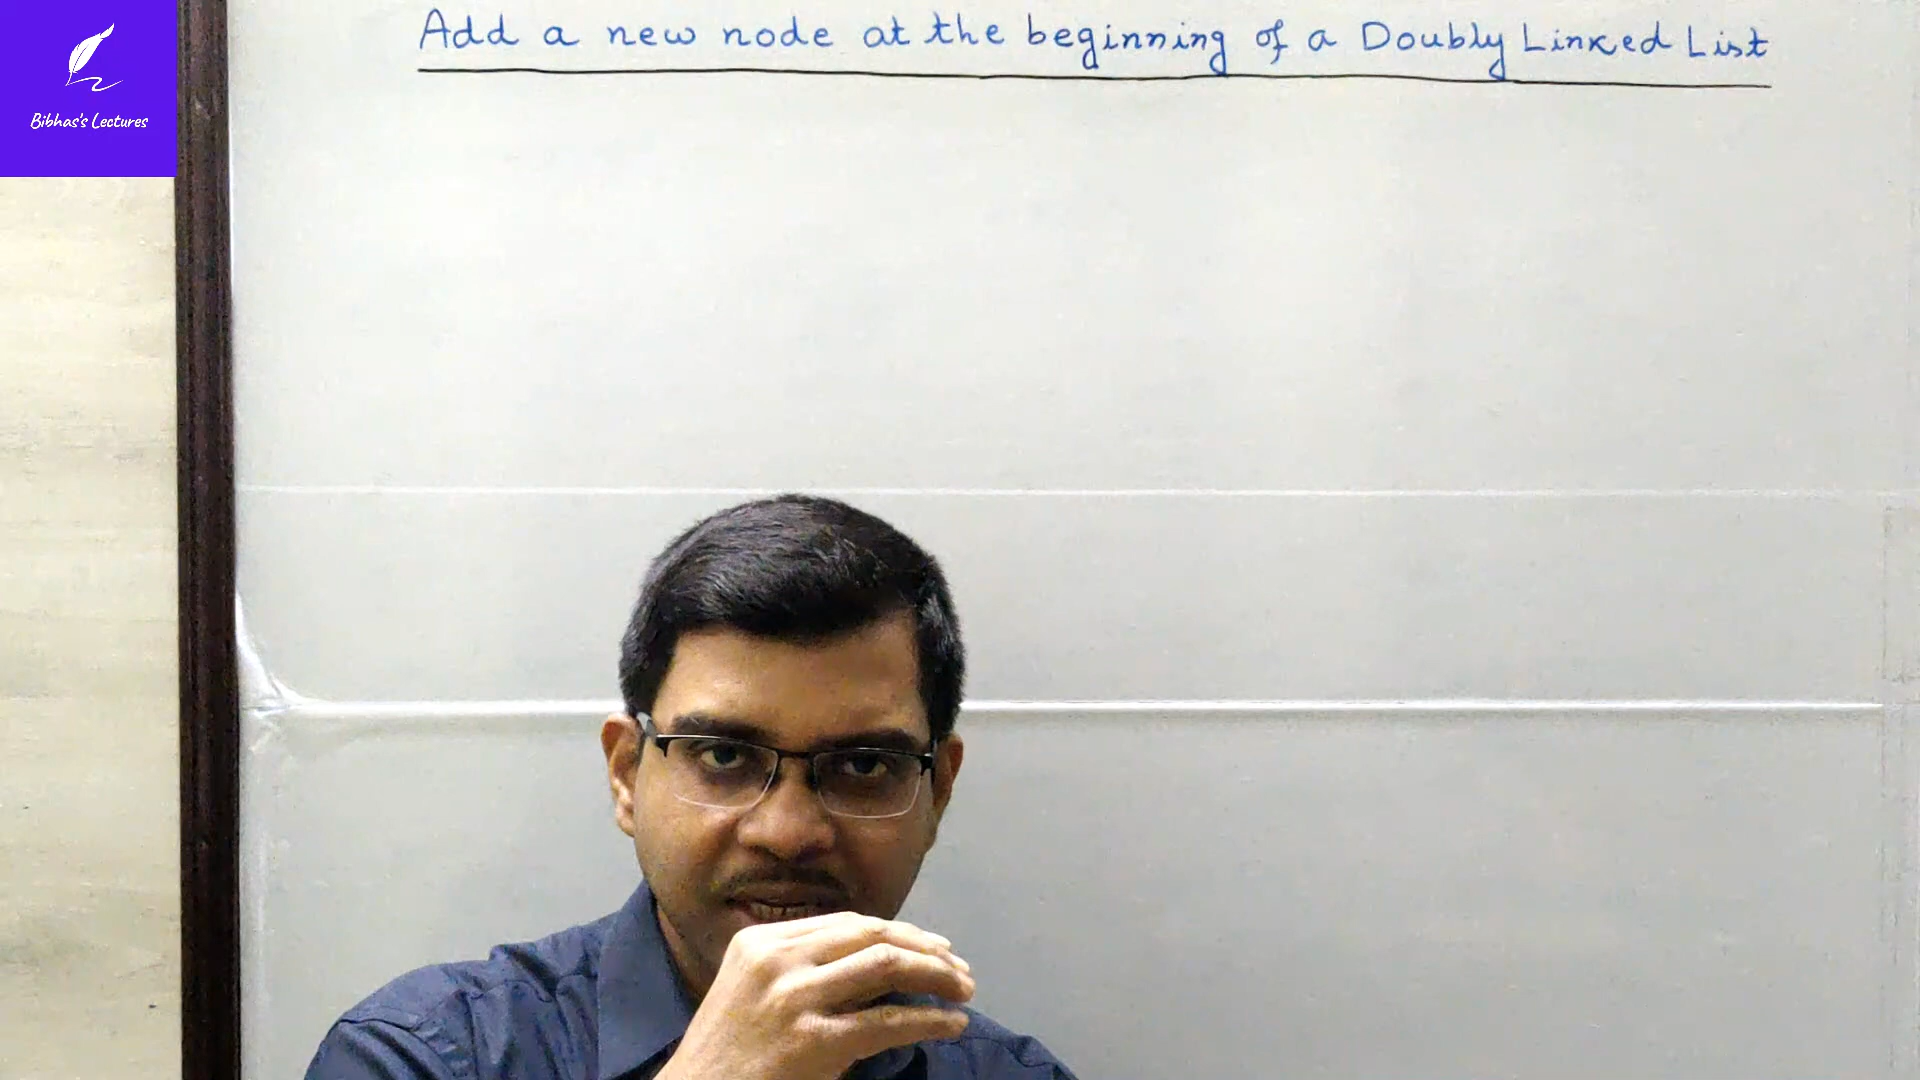 Add a new node at the beginning of a Doubly Linked List
Bibhas's Lectures